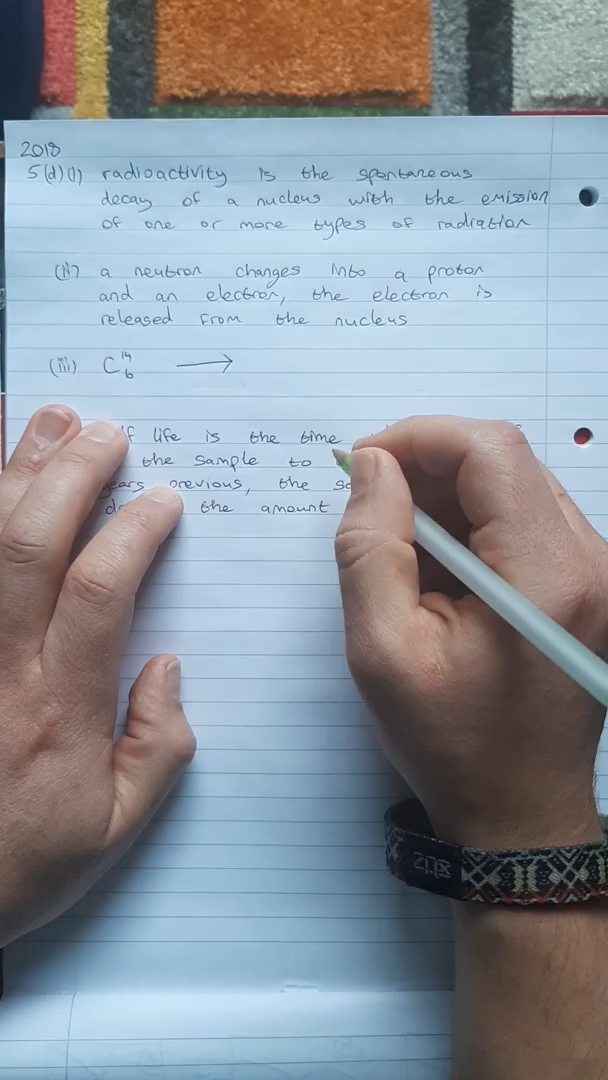 2018
5(d)(i) radioactivity is the spontaneous
decay of a nucleus with the emission
of one or more types of radiation
(ii) a neutron changes into a proton
and an electron, the electron is
released from the nucleus
(iii) C 14 6 →
life is the time
the sample to
years previous, the
the amount